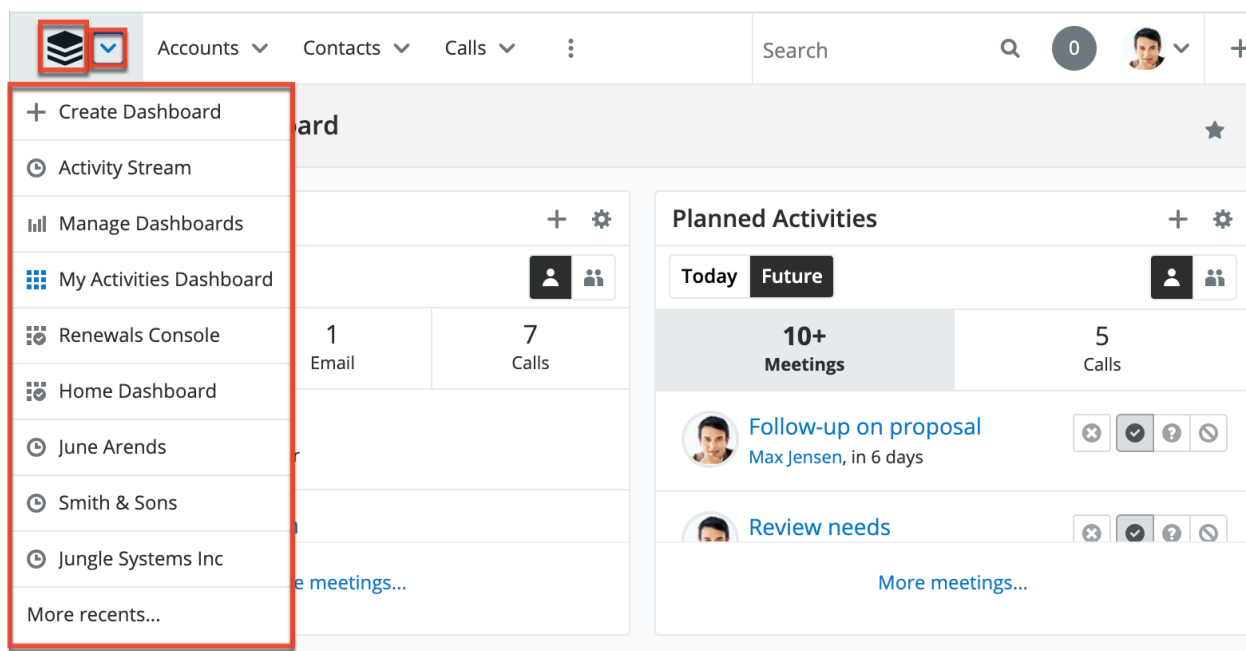 Accounts
Contacts
Calls
Search
0
Create Dashboard
Activity Stream
Manage Dashboards
My Activities Dashboard
Renewals Console
Home Dashboard
June Arends
Smith & Sons
Jungle Systems Inc
More recents...
ard
1
Email
7
Calls
r
e meetings...
Planned Activities
Today Future
10+
Meetings
5
Calls
Follow-up on proposal
Max Jensen, in 6 days
Review needs
More meetings...